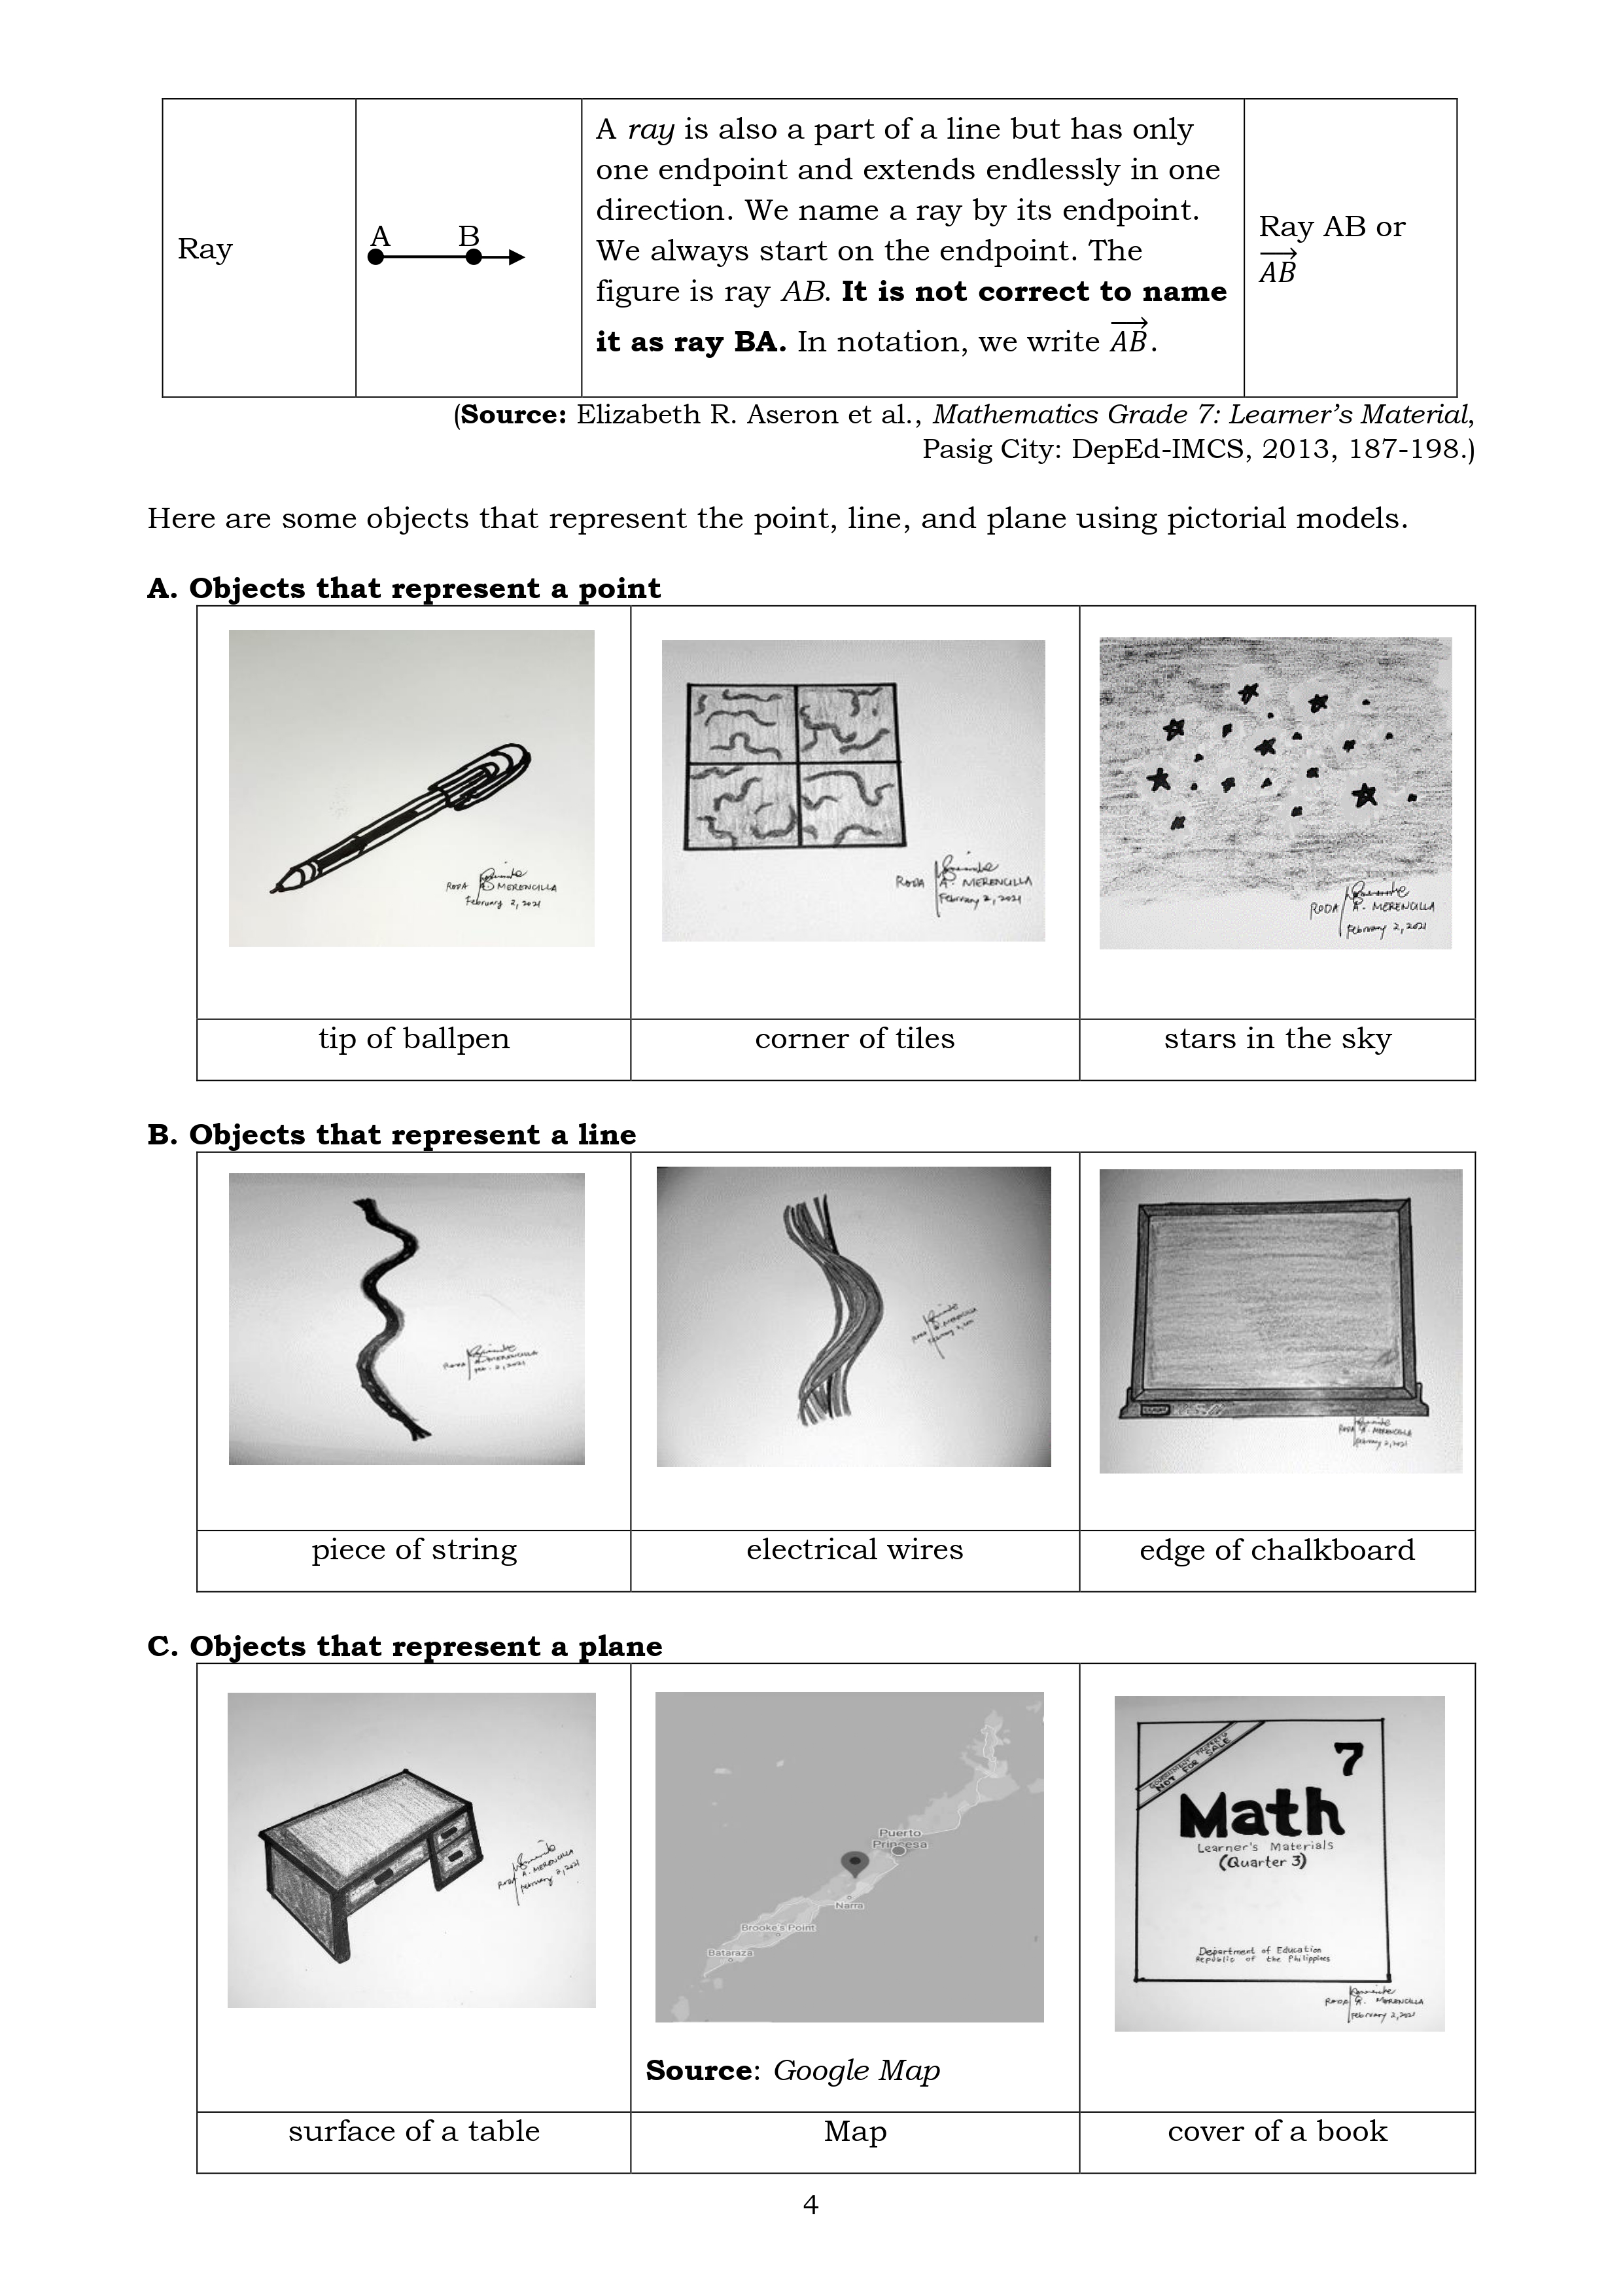 Ray
A B
A ray is also a part of a line but has only
one endpoint and extends endlessly in one
direction. We name a ray by its endpoint.
We always start on the endpoint. The
figure is ray AB. It is not correct to name
it as ray BA. In notation, we write AB.
Ray AB or
AB
(Source: Elizabeth R. Aseron et al., Mathematics Grade 7: Learner’s Material,
Pasig City: DepEd-IMCS, 2013, 187-198.)
Here are some objects that represent the point, line, and plane using pictorial models.
A. Objects that represent a point
RODA A. MERENCILLA
February 2, 2021
RODA A. MERENCILLA
February 2, 2021
RODA A. MERENCILLA
February 2, 2021
tip of ballpen
corner of tiles
stars in the sky
B. Objects that represent a line
RODA A. MERENCILLA
Feb. 2, 2021
RODA A. MERENCILLA
February 2, 2021
RODA A. MERENCILLA
February 2, 2021
piece of string
electrical wires
edge of chalkboard
C. Objects that represent a plane
RODA A. MERENCILLA
February 2, 2021
Puerto
Princesa
Narra
Brooke's Point
Bataraza
GOVERNMENT PROPERTY
NOT FOR SALE
7
Math
Learner's Materials
(Quarter 3)
Department of Education
Republic of the Philippines
RODA A. MERENCILLA
February 2, 2021
Source: Google Map
surface of a table
Map
cover of a book
4